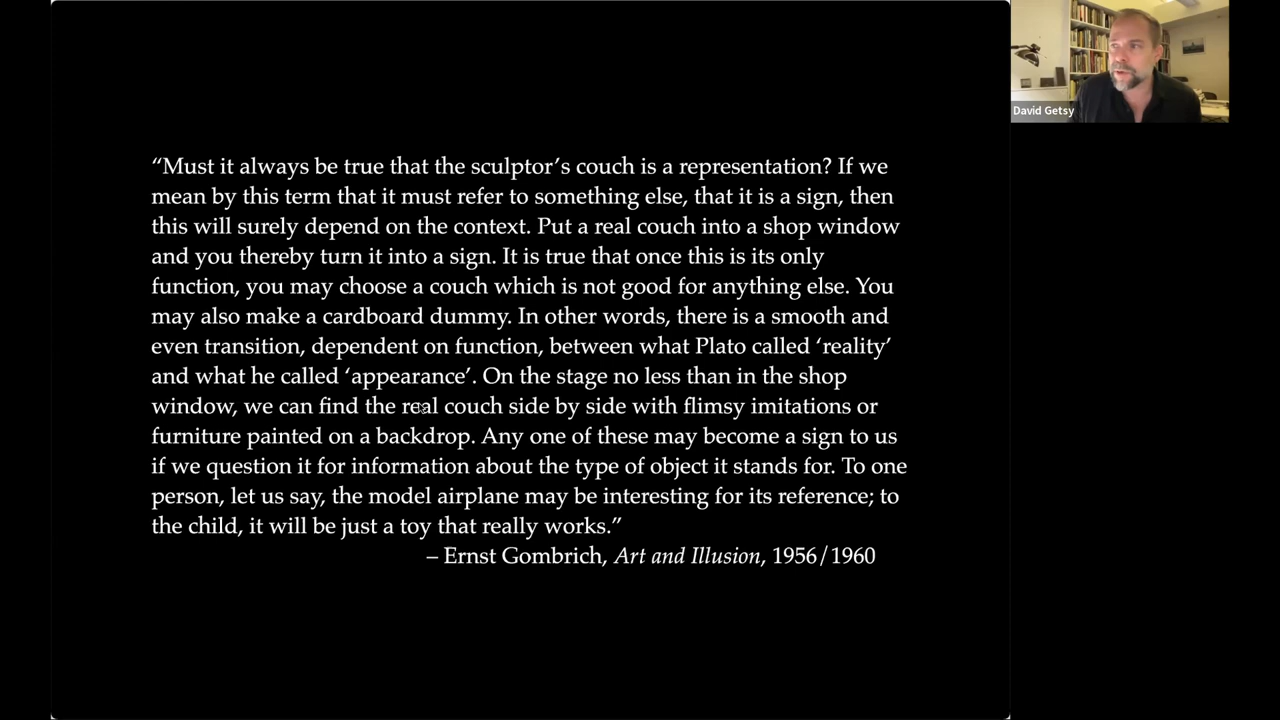 “Must it always be true that the sculptor’s couch is a representation? If we
mean by this term that it must refer to something else, that it is a sign, then
this will surely depend on the context. Put a real couch into a shop window
and you thereby turn it into a sign. It is true that once this is its only
function, you may choose a couch which is not good for anything else. You
may also make a cardboard dummy. In other words, there is a smooth and
even transition, dependent on function, between what Plato called ‘reality’
and what he called ‘appearance’. On the stage no less than in the shop
window, we can find the real couch side by side with flimsy imitations or
furniture painted on a backdrop. Any one of these may become a sign to us
if we question it for information about the type of object it stands for. To one
person, let us say, the model airplane may be interesting for its reference; to
the child, it will be just a toy that really works.”
– Ernst Gombrich, Art and Illusion, 1956/1960
David Getsy